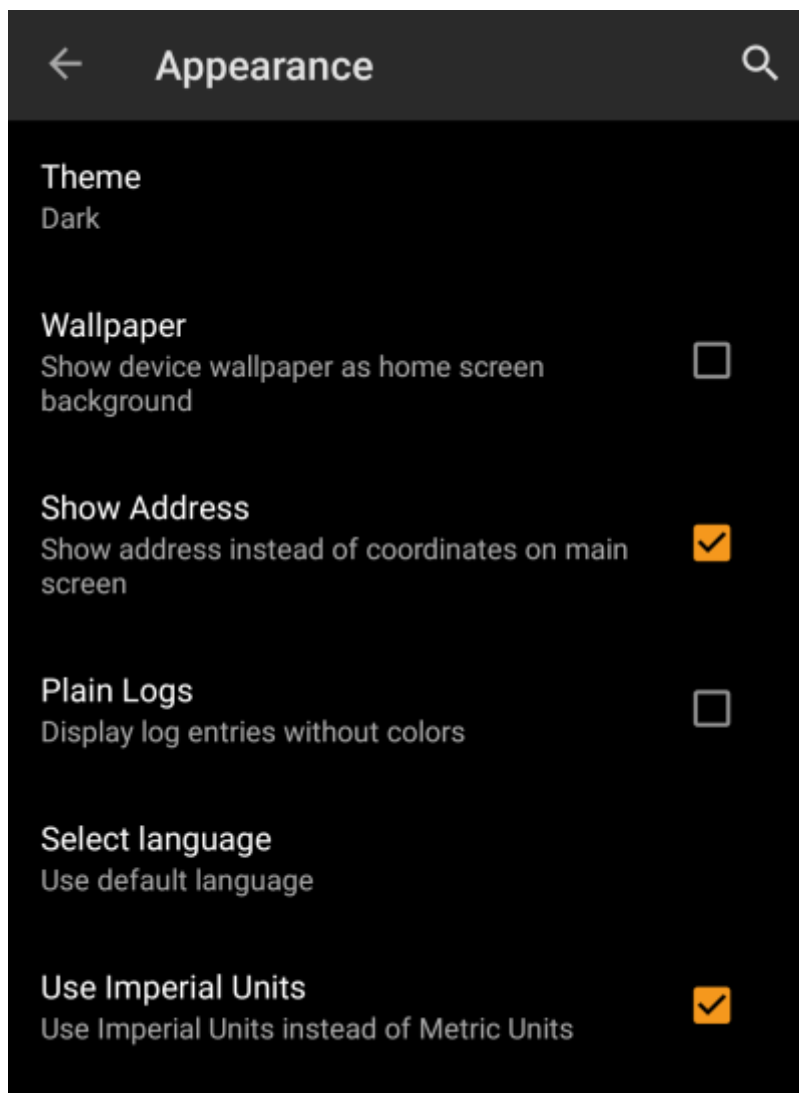 Appearance
Theme
Dark
Wallpaper
Show device wallpaper as home screen
background
Show Address
Show address instead of coordinates on main
screen
Plain Logs
Display log entries without colors
Select language
Use default language
Use Imperial Units
Use Imperial Units instead of Metric Units